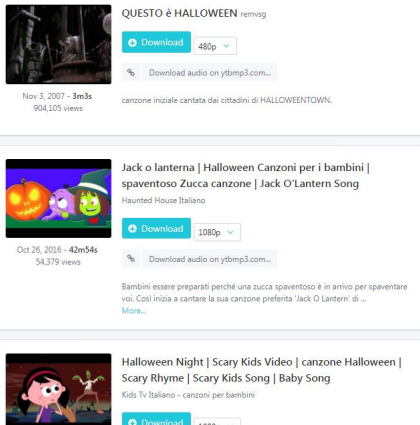 QUESTO è HALLOWEEN remvsg
Download 480p
Download audio on ytbmp3.com...
Nov 3, 2007 - 3m3s
904,105 views
canzone iniziale cantata dai cittadini di HALLOWEENTOWN.
Jack o lanterna | Halloween Canzoni per i bambini |
spaventoso Zucca canzone | Jack O'Lantern Song
Haunted House Italiano
Download 1080p
Oct 26, 2016 - 42m54s
54,379 views
Download audio on ytbmp3.com...
Bambini essere preparati perché una zucca spaventoso è in arrivo per spaventare
voi. Così inizia a cantare la sua canzone preferita 'Jack O Lantern' di ...
More...
Halloween Night | Scary Kids Video | canzone Halloween |
Scary Rhyme | Scary Kids Song | Baby Song
Kids Tv Italiano - canzoni per bambini
Download 1080p